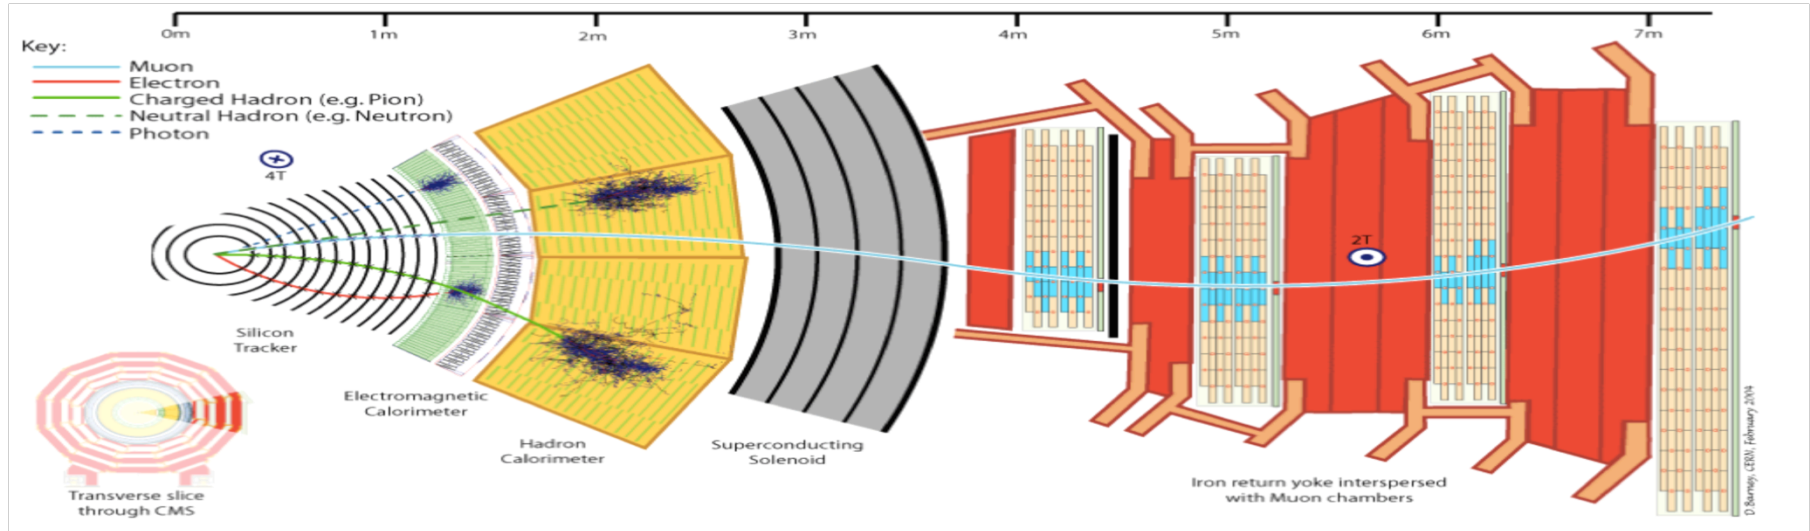 0m 1m 2m 3m 4m 5m 6m 7m
Key:
Muon
Electron
Charged Hadron (e.g. Pion)
Neutral Hadron (e.g. Neutron)
Photon
4T
2T
Silicon
Tracker
Electromagnetic
Calorimeter
Hadron
Calorimeter
Superconducting
Solenoid
Iron return yoke interspersed
with Muon chambers
Transverse slice
through CMS
D.Barney, CERN, February 2004